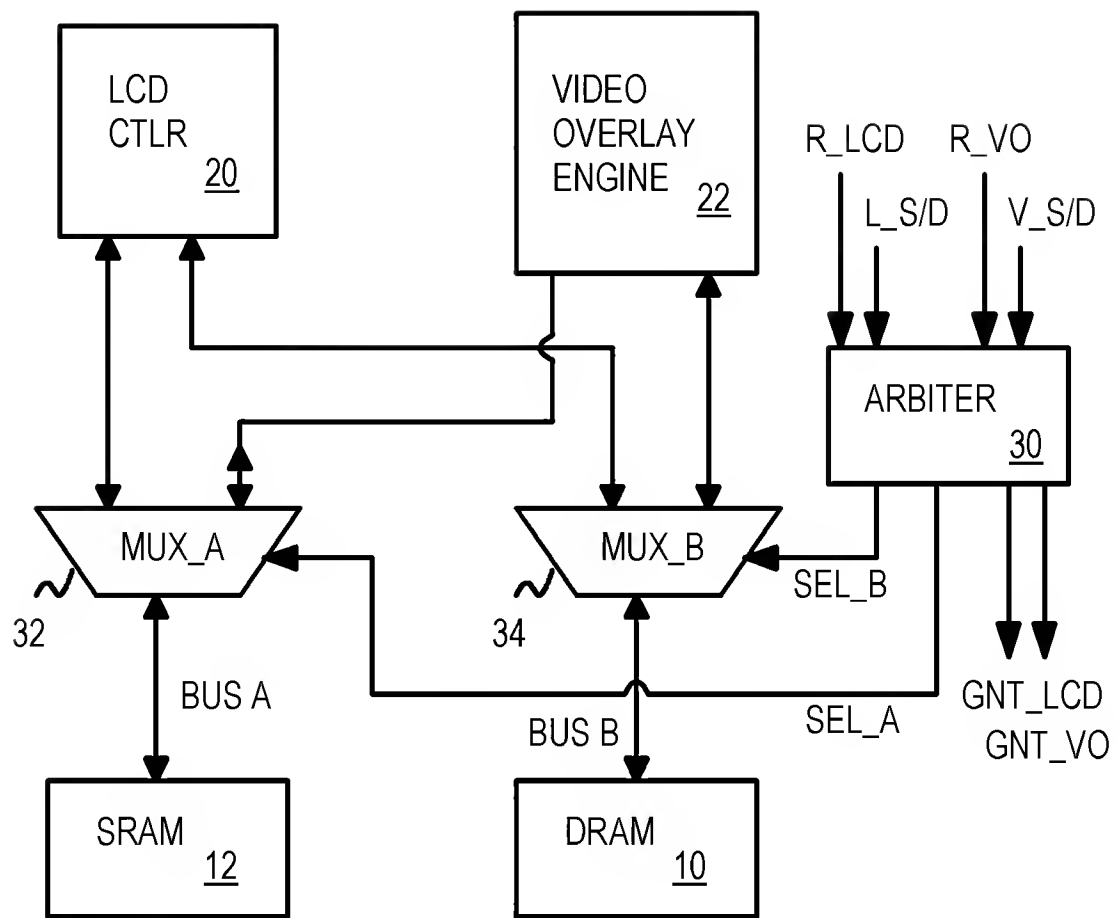 LCD
CTLR
20
VIDEO
OVERLAY
ENGINE
22
R_LCD
R_VO
L_S/D
V_S/D
ARBITER
30
MUX_A
MUX_B
SEL_B
32
34
BUS A
BUS B
SEL_A
GNT_LCD
GNT_VO
SRAM
12
DRAM
10